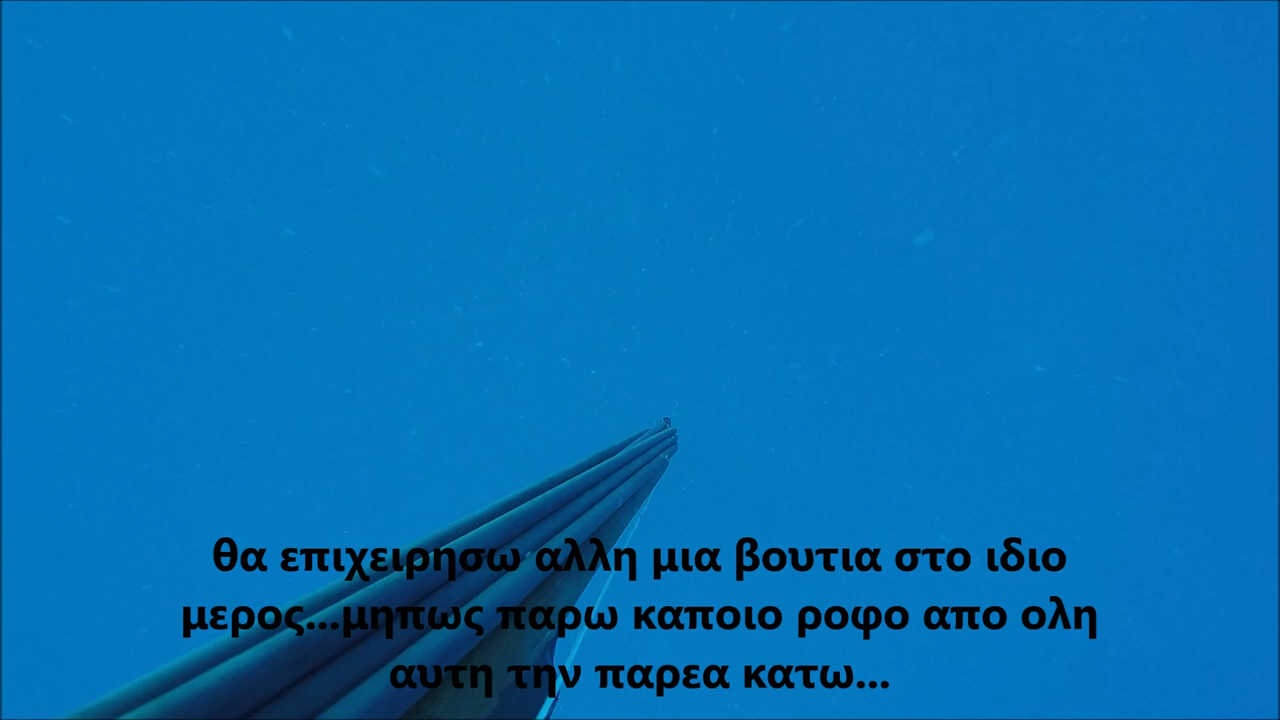 θα επιχειρησω αλλη μια βουτια στο ιδιο
μερος...μηπως παρω καποιο ροφο απο ολη
αυτη την παρεα κατω...